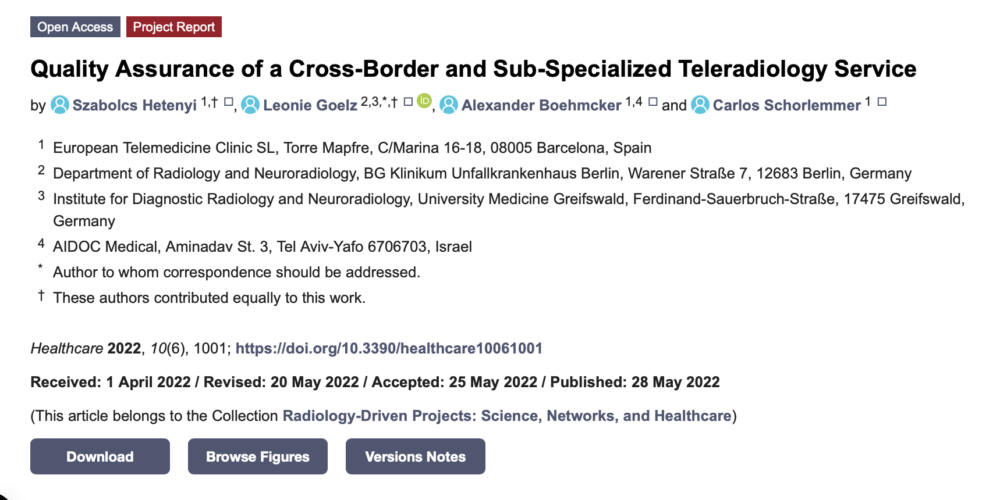 Open Access Project Report
Quality Assurance of a Cross-Border and Sub-Specialized Teleradiology Service
by Szabolcs Hetenyi 1,†, Leonie Goelz 2,3,*,† iD, Alexander Boehmcker 1,4 and Carlos Schorlemmer 1
1 European Telemedicine Clinic SL, Torre Mapfre, C/Marina 16-18, 08005 Barcelona, Spain
2 Department of Radiology and Neuroradiology, BG Klinikum Unfallkrankenhaus Berlin, Warener Straße 7, 12683 Berlin, Germany
3 Institute for Diagnostic Radiology and Neuroradiology, University Medicine Greifswald, Ferdinand-Sauerbruch-Straße, 17475 Greifswald,
Germany
4 AIDOC Medical, Aminadav St. 3, Tel Aviv-Yafo 6706703, Israel
* Author to whom correspondence should be addressed.
† These authors contributed equally to this work.
Healthcare 2022, 10(6), 1001; https://doi.org/10.3390/healthcare10061001
Received: 1 April 2022 / Revised: 20 May 2022 / Accepted: 25 May 2022 / Published: 28 May 2022
(This article belongs to the Collection Radiology-Driven Projects: Science, Networks, and Healthcare)
Download Browse Figures Versions Notes